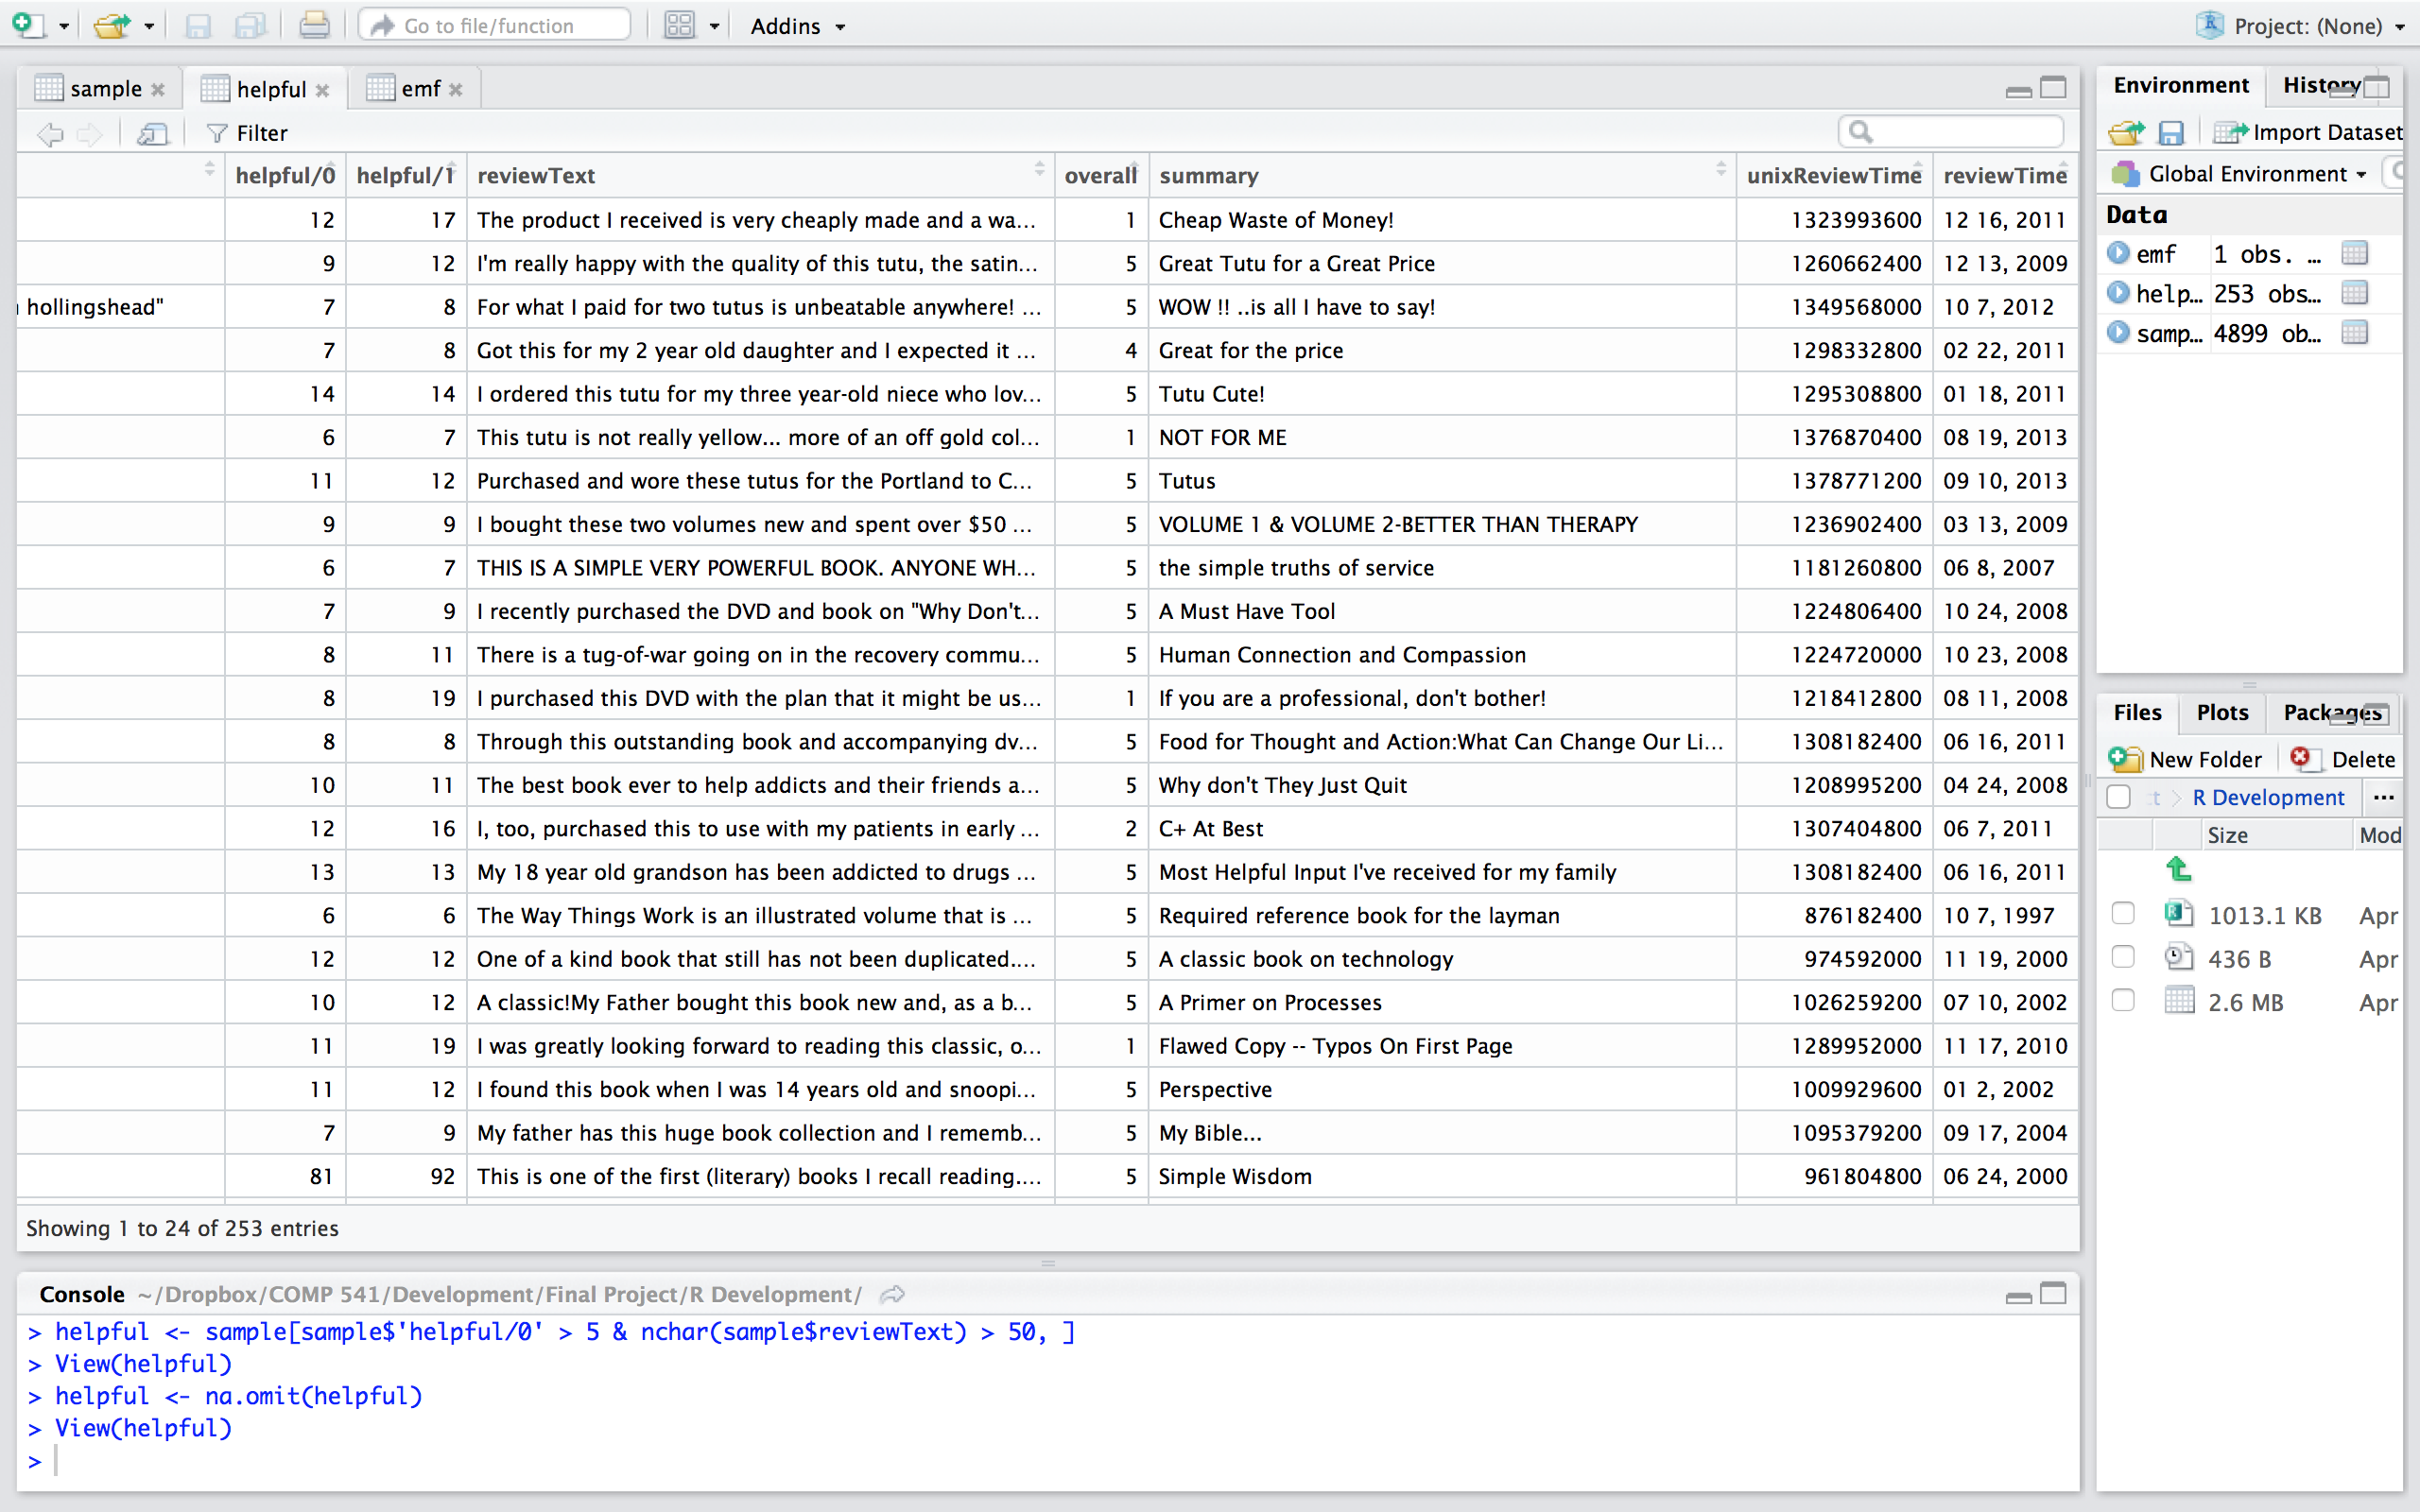 Go to file/function
Addins
Project: (None)
sample
helpful
emf
Filter
helpful/0 helpful/1 reviewText overall summary unixReviewTime reviewTime
12 17 The product I received is very cheaply made and a wa... 1 Cheap Waste of Money! 1323993600 12 16, 2011
9 12 I'm really happy with the quality of this tutu, the satin... 5 Great Tutu for a Great Price 1260662400 12 13, 2009
hollingshead" 7 8 For what I paid for two tutus is unbeatable anywhere! ... 5 WOW !! ..is all I have to say! 1349568000 10 7, 2012
7 8 Got this for my 2 year old daughter and I expected it ... 4 Great for the price 1298332800 02 22, 2011
14 14 I ordered this tutu for my three year-old niece who lov... 5 Tutu Cute! 1295308800 01 18, 2011
6 7 This tutu is not really yellow... more of an off gold col... 1 NOT FOR ME 1376870400 08 19, 2013
11 12 Purchased and wore these tutus for the Portland to C... 5 Tutus 1378771200 09 10, 2013
9 9 I bought these two volumes new and spent over $50 ... 5 VOLUME 1 & VOLUME 2-BETTER THAN THERAPY 1236902400 03 13, 2009
6 7 THIS IS A SIMPLE VERY POWERFUL BOOK. ANYONE WH... 5 the simple truths of service 1181260800 06 8, 2007
7 9 I recently purchased the DVD and book on "Why Don't... 5 A Must Have Tool 1224806400 10 24, 2008
8 11 There is a tug-of-war going on in the recovery commu... 5 Human Connection and Compassion 1224720000 10 23, 2008
8 19 I purchased this DVD with the plan that it might be us... 1 If you are a professional, don't bother! 1218412800 08 11, 2008
8 8 Through this outstanding book and accompanying dv... 5 Food for Thought and Action:What Can Change Our Li... 1308182400 06 16, 2011
10 11 The best book ever to help addicts and their friends a... 5 Why don't They Just Quit 1208995200 04 24, 2008
12 16 I, too, purchased this to use with my patients in early ... 2 C+ At Best 1307404800 06 7, 2011
13 13 My 18 year old grandson has been addicted to drugs ... 5 Most Helpful Input I've received for my family 1308182400 06 16, 2011
6 6 The Way Things Work is an illustrated volume that is ... 5 Required reference book for the layman 876182400 10 7, 1997
12 12 One of a kind book that still has not been duplicated.... 5 A classic book on technology 974592000 11 19, 2000
10 12 A classic!My Father bought this book new and, as a b... 5 A Primer on Processes 1026259200 07 10, 2002
11 19 I was greatly looking forward to reading this classic, o... 1 Flawed Copy -- Typos On First Page 1289952000 11 17, 2010
11 12 I found this book when I was 14 years old and snoopi... 5 Perspective 1009929600 01 2, 2002
7 9 My father has this huge book collection and I rememb... 5 My Bible... 1095379200 09 17, 2004
81 92 This is one of the first (literary) books I recall reading.... 5 Simple Wisdom 961804800 06 24, 2000
Showing 1 to 24 of 253 entries
Console ~/Dropbox/COMP 541/Development/Final Project/R Development/
> helpful <- sample[sample$'helpful/0' > 5 & nchar(sample$reviewText) > 50, ]
> View(helpful)
> helpful <- na.omit(helpful)
> View(helpful)
>
Environment History
Import Dataset
Global Environment
Data
emf 1 obs. ...
help... 253 obs...
samp... 4899 ob...
Files Plots Packages
New Folder Delete
R Development ...
Size Mod
1013.1 KB Apr
436 B Apr
2.6 MB Apr